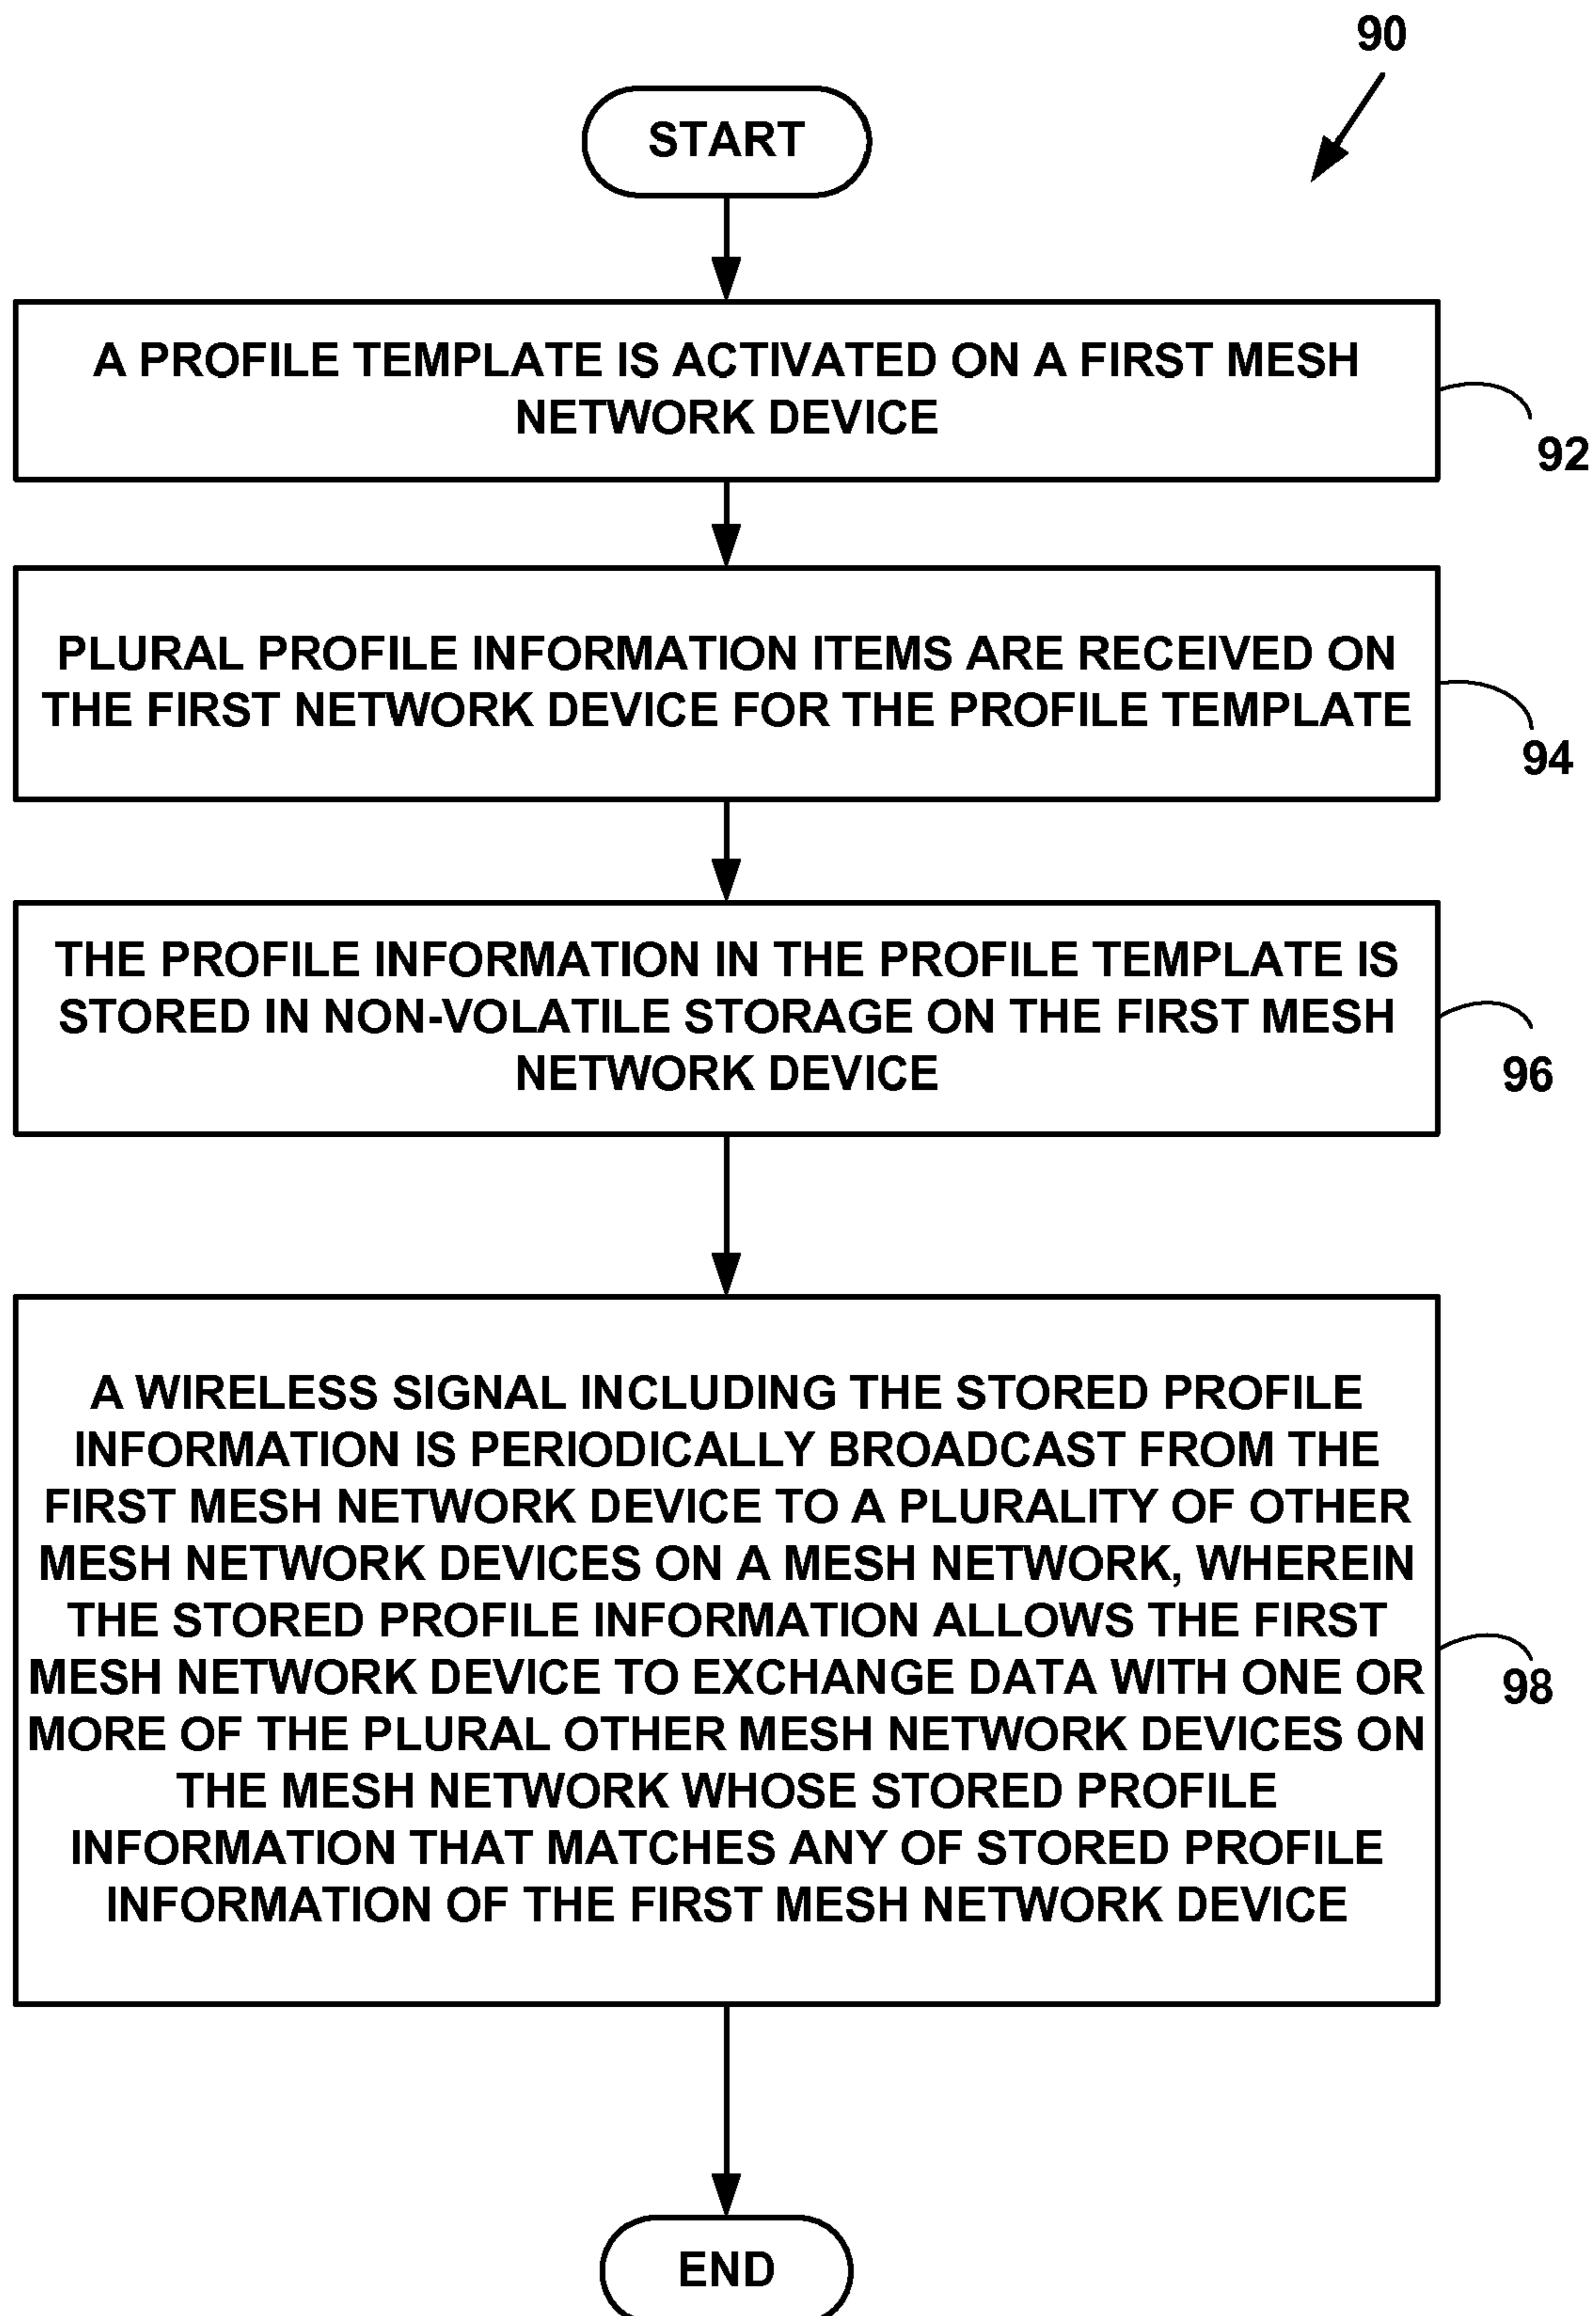 90
START
A PROFILE TEMPLATE IS ACTIVATED ON A FIRST MESH
NETWORK DEVICE
92
PLURAL PROFILE INFORMATION ITEMS ARE RECEIVED ON
THE FIRST NETWORK DEVICE FOR THE PROFILE TEMPLATE
94
THE PROFILE INFORMATION IN THE PROFILE TEMPLATE IS
STORED IN NON-VOLATILE STORAGE ON THE FIRST MESH
NETWORK DEVICE
96
A WIRELESS SIGNAL INCLUDING THE STORED PROFILE
INFORMATION IS PERIODICALLY BROADCAST FROM THE
FIRST MESH NETWORK DEVICE TO A PLURALITY OF OTHER
MESH NETWORK DEVICES ON A MESH NETWORK, WHEREIN
THE STORED PROFILE INFORMATION ALLOWS THE FIRST
MESH NETWORK DEVICE TO EXCHANGE DATA WITH ONE OR
MORE OF THE PLURAL OTHER MESH NETWORK DEVICES ON
THE MESH NETWORK WHOSE STORED PROFILE
INFORMATION THAT MATCHES ANY OF STORED PROFILE
INFORMATION OF THE FIRST MESH NETWORK DEVICE
98
END